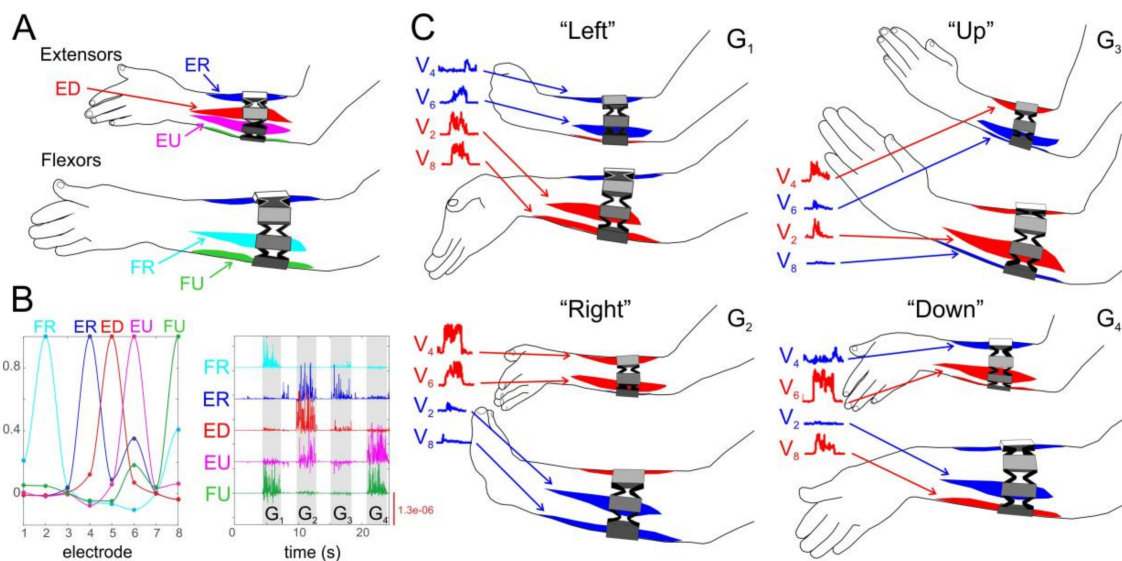 A
Extensors
ER
ED
EU
Flexors
FR
FU
B
FR ER ED EU FU
0.8
0.4
0
1 2 3 4 5 6 7 8
electrode
FR
ER
ED
EU
FU
G1 G2 G3 G4
1.3e-06
0 10 20
time (s)
C
“Left”
G1
V4
V6
V2
V8
“Up”
G3
V4
V6
V2
V8
“Right”
G2
V4
V6
V2
V8
“Down”
G4
V4
V6
V2
V8